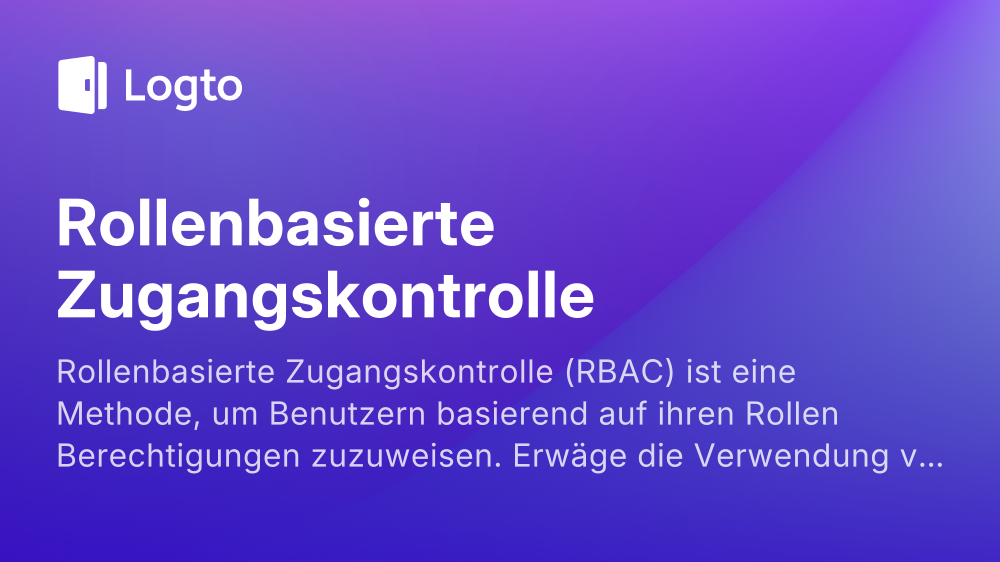 Logto
Rollenbasierte
Zugangskontrolle
Rollenbasierte Zugangskontrolle (RBAC) ist eine
Methode, um Benutzern basierend auf ihren Rollen
Berechtigungen zuzuweisen. Erwäge die Verwendung v...